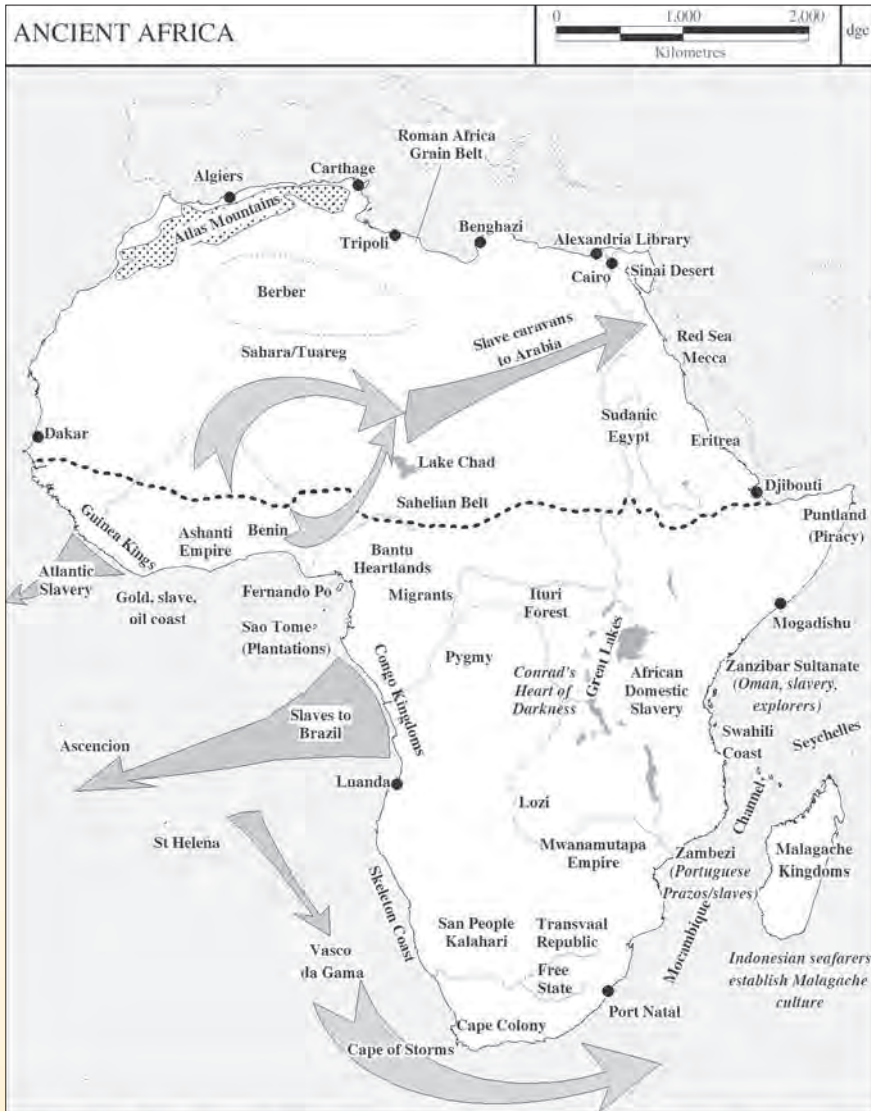 ANCIENT AFRICA
0 1,000 2,000
Kilometres
dgc
Roman Africa
Grain Belt
Algiers
Carthage
Atlas Mountains
Tripoli
Benghazi
Alexandria Library
Cairo
Sinai Desert
Berber
Sahara/Tuareg
Slave caravans
to Arabia
Red Sea
Mecca
Dakar
Sudanic
Egypt
Eritrea
Lake Chad
Djibouti
Sahelian Belt
Puntland
(Piracy)
Guinea Kings
Ashanti
Empire
Benin
Bantu
Heartlands
Atlantic
Slavery
Gold, slave,
oil coast
Fernando Po
Migrants
Ituri
Forest
Mogadishu
Sao Tome
(Plantations)
Pygmy
Congo Kingdoms
Conrad's
Heart of
Darkness
Great Lakes
African
Domestic
Slavery
Zanzibar Sultanate
(Oman, slavery,
explorers)
Slaves to
Brazil
Ascencion
Swahili
Coast
Seychelles
Luanda
Lozi
St Helena
Mwanamutapa
Empire
Zambezi
(Portuguese
Prazos/slaves)
Mocambique Channel
Malagache
Kingdoms
Skeleton Coast
San People
Kalahari
Transvaal
Republic
Vasco
da Gama
Free
State
Indonesian seafarers
establish Malagache
culture
Port Natal
Cape Colony
Cape of Storms